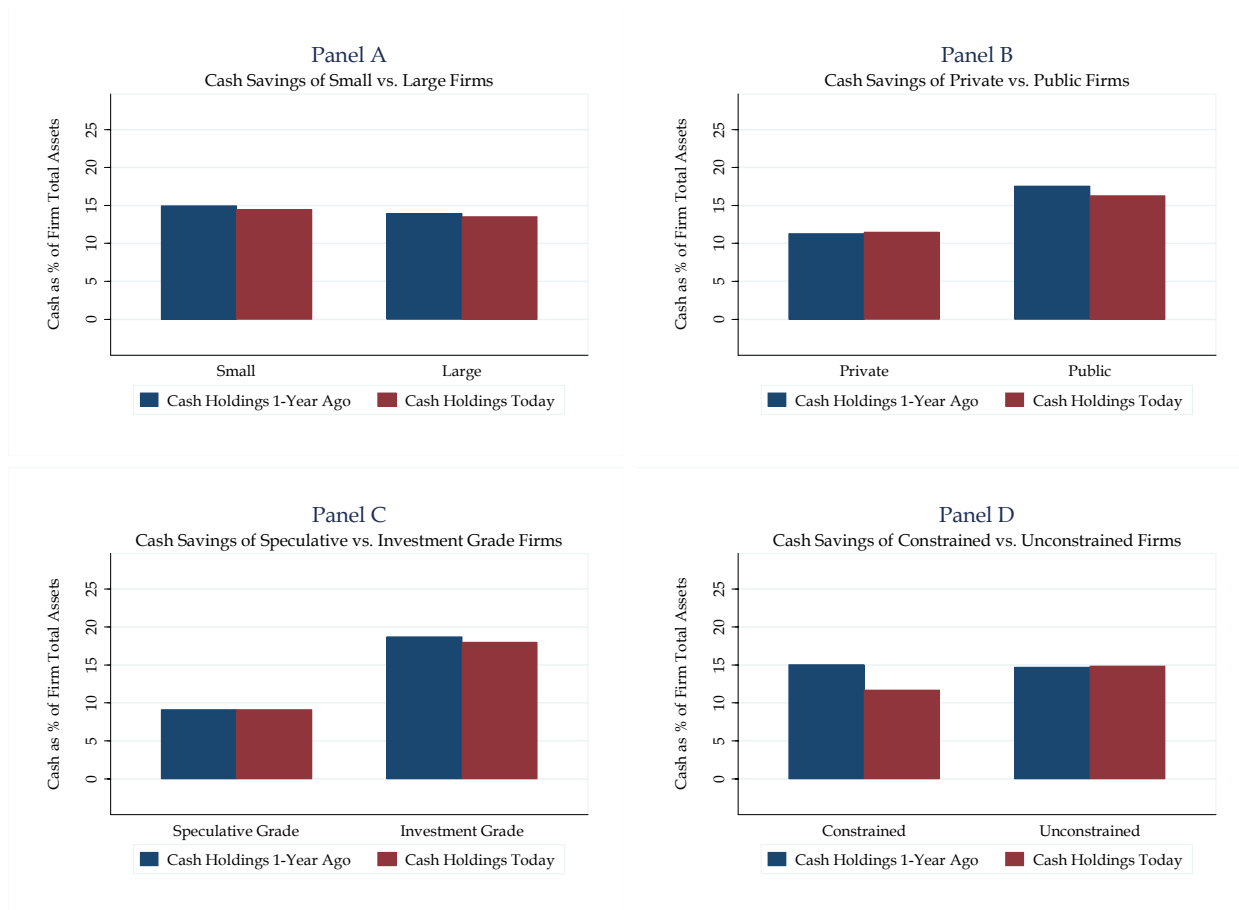 Panel A
Cash Savings of Small vs. Large Firms
Cash as % of Firm Total Assets
25
20
15
10
5
0
Small Large
Cash Holdings 1-Year Ago Cash Holdings Today
Panel B
Cash Savings of Private vs. Public Firms
Cash as % of Firm Total Assets
25
20
15
10
5
0
Private Public
Cash Holdings 1-Year Ago Cash Holdings Today
Panel C
Cash Savings of Speculative vs. Investment Grade Firms
Cash as % of Firm Total Assets
25
20
15
10
5
0
Speculative Grade Investment Grade
Cash Holdings 1-Year Ago Cash Holdings Today
Panel D
Cash Savings of Constrained vs. Unconstrained Firms
Cash as % of Firm Total Assets
25
20
15
10
5
0
Constrained Unconstrained
Cash Holdings 1-Year Ago Cash Holdings Today